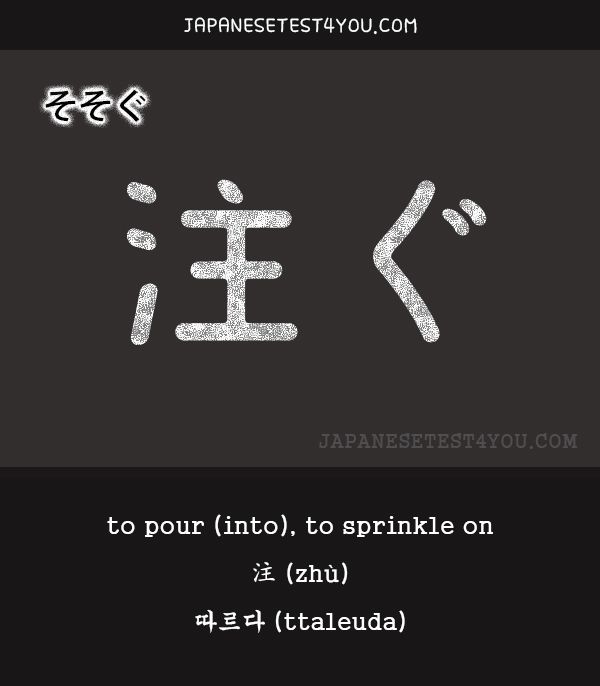 JAPANESETEST4YOU.COM
そそぐ
注ぐ
JAPANESETEST4YOU.COM
to pour (into), to sprinkle on
注 (zhù)
따르다 (ttaleuda)